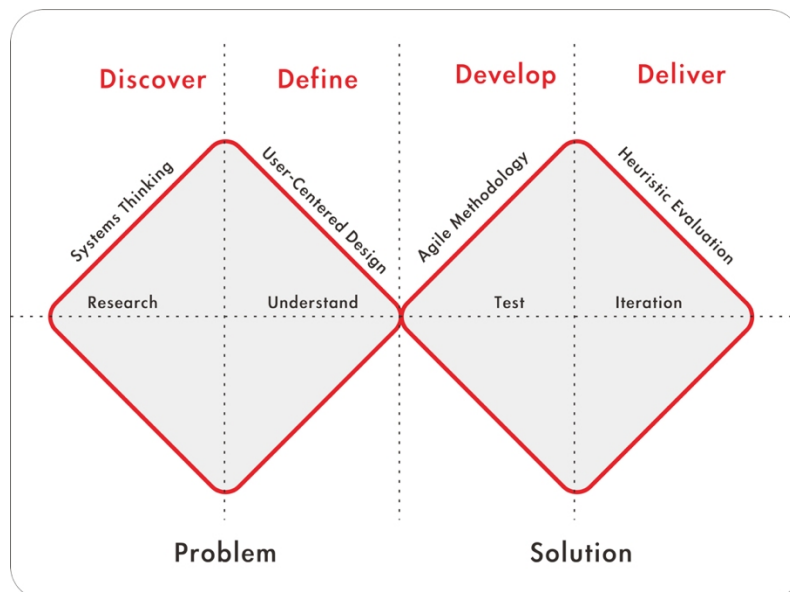 Discover
Define
Develop
Deliver
Systems Thinking
User-Centered Design
Agile Methodology
Heuristic Evaluation
Research
Understand
Test
Iteration
Problem
Solution